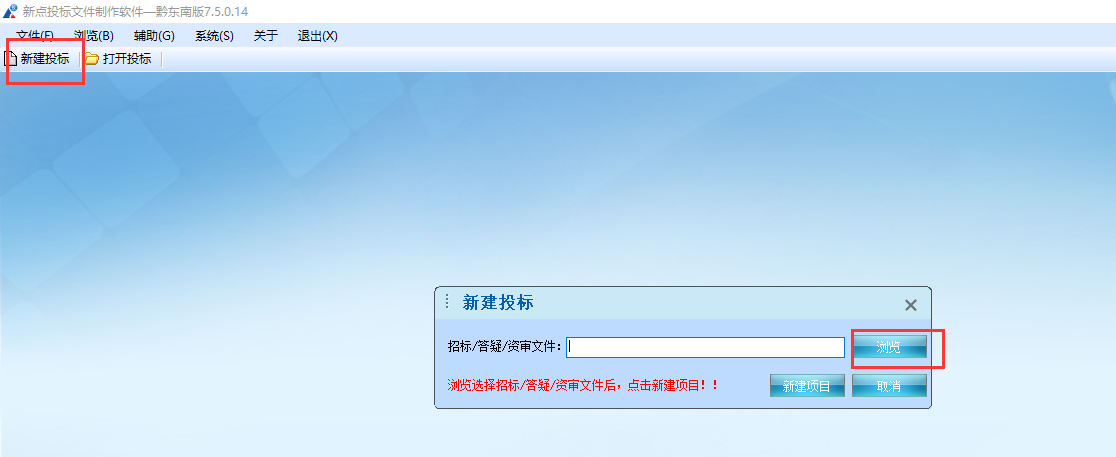 新点投标文件制作软件—黔东南版7.5.0.14
文件(F) 浏览(B) 辅助(G) 系统(S) 关于 退出(X)
新建投标 打开投标
新建投标
招标/答疑/资审文件: 浏览
浏览选择招标/答疑/资审文件后，点击新建项目！！ 新建项目 取消